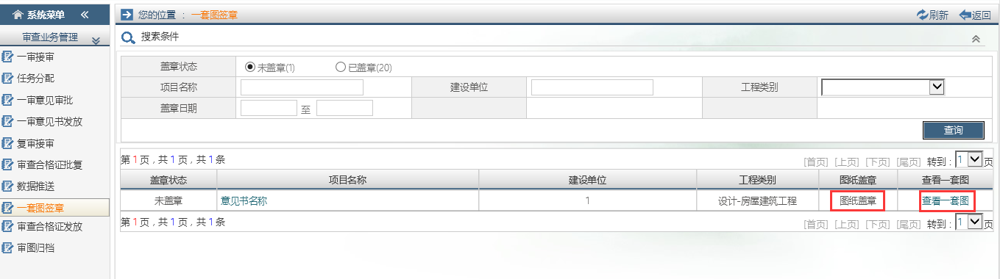 系统菜单
审查业务管理
一审接审
任务分配
一审意见审批
一审意见书发放
复审接审
审查合格证批复
数据推送
一套图签章
审查合格证发放
审图归档
您的位置 : 一套图签章 刷新 返回
搜索条件
盖章状态 未盖章(1) 已盖章(20)
项目名称 建设单位 工程类别
盖章日期 至
查询
第 1 页 , 共 1 页 , 共 1 条 [首页] [上页] [下页] [尾页] 转到 : 1 页
盖章状态 项目名称 建设单位 工程类别 图纸盖章 查看一套图
未盖章 意见书名称 1 设计-房屋建筑工程 图纸盖章 查看一套图
第 1 页 , 共 1 页 , 共 1 条 [首页] [上页] [下页] [尾页] 转到 : 1 页